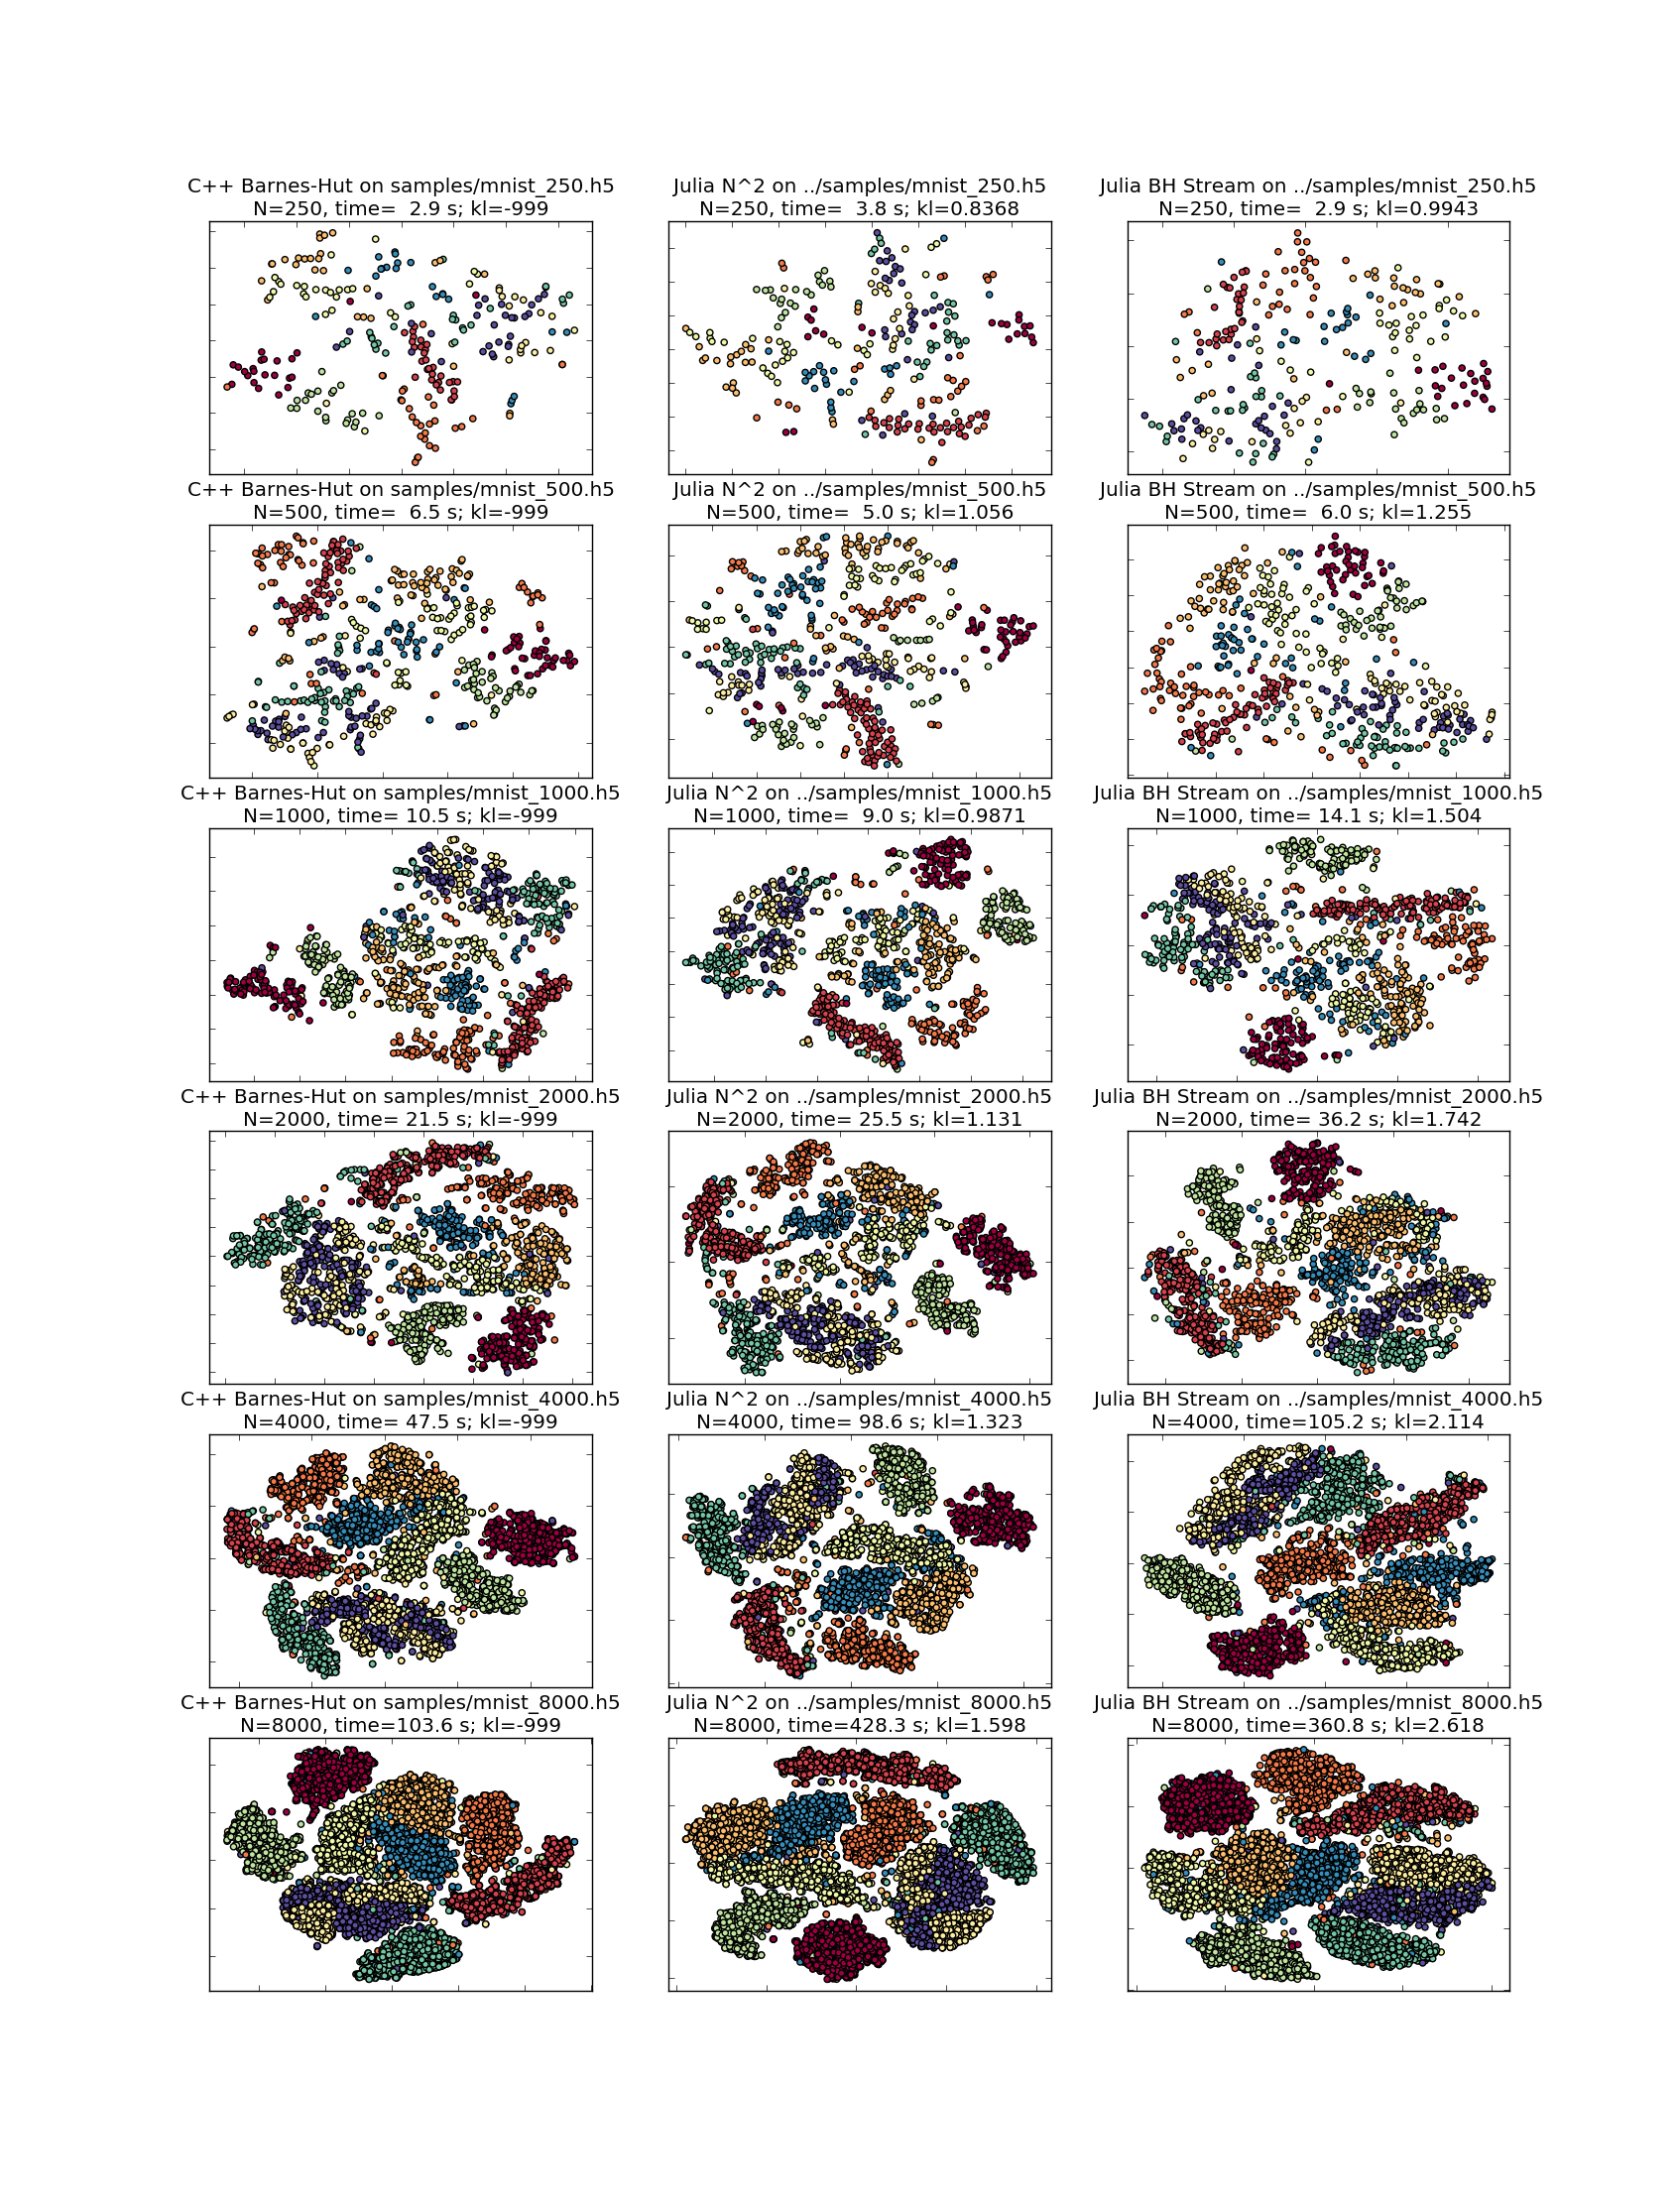 C++ Barnes-Hut on samples/mnist_250.h5
N=250, time=  2.9 s; kl=-999
Julia N^2 on ../samples/mnist_250.h5
N=250, time=  3.8 s; kl=0.8368
Julia BH Stream on ../samples/mnist_250.h5
N=250, time=  2.9 s; kl=0.9943
C++ Barnes-Hut on samples/mnist_500.h5
N=500, time=  6.5 s; kl=-999
Julia N^2 on ../samples/mnist_500.h5
N=500, time=  5.0 s; kl=1.056
Julia BH Stream on ../samples/mnist_500.h5
N=500, time=  6.0 s; kl=1.255
C++ Barnes-Hut on samples/mnist_1000.h5
N=1000, time= 10.5 s; kl=-999
Julia N^2 on ../samples/mnist_1000.h5
N=1000, time=  9.0 s; kl=0.9871
Julia BH Stream on ../samples/mnist_1000.h5
N=1000, time= 14.1 s; kl=1.504
C++ Barnes-Hut on samples/mnist_2000.h5
N=2000, time= 21.5 s; kl=-999
Julia N^2 on ../samples/mnist_2000.h5
N=2000, time= 25.5 s; kl=1.131
Julia BH Stream on ../samples/mnist_2000.h5
N=2000, time= 36.2 s; kl=1.742
C++ Barnes-Hut on samples/mnist_4000.h5
N=4000, time= 47.5 s; kl=-999
Julia N^2 on ../samples/mnist_4000.h5
N=4000, time= 98.6 s; kl=1.323
Julia BH Stream on ../samples/mnist_4000.h5
N=4000, time=105.2 s; kl=2.114
C++ Barnes-Hut on samples/mnist_8000.h5
N=8000, time=103.6 s; kl=-999
Julia N^2 on ../samples/mnist_8000.h5
N=8000, time=428.3 s; kl=1.598
Julia BH Stream on ../samples/mnist_8000.h5
N=8000, time=360.8 s; kl=2.618